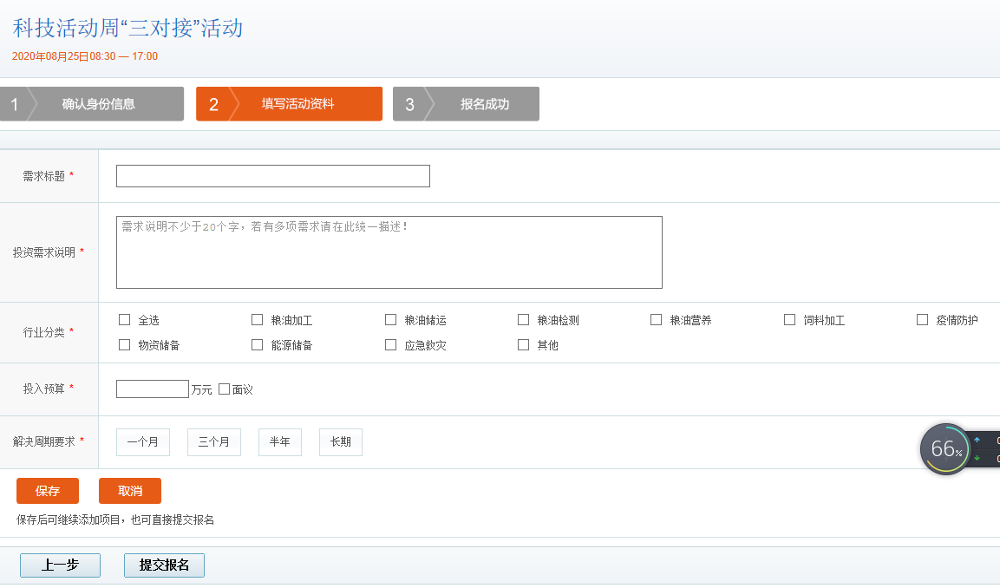 科技活动周“三对接”活动
2020年08月25日08:30 — 17:00
1 确认身份信息 2 填写活动资料 3 报名成功
需求标题 *
投资需求说明 * 需求说明不少于20个字，若有多项需求请在此统一描述！
行业分类 * 全选 粮油加工 粮油储运 粮油检测 粮油营养 饲料加工 疫情防护
物资储备 能源储备 应急救灾 其他
投入预算 * 万元 面议
解决周期要求 * 一个月 三个月 半年 长期
66%
保存 取消
保存后可继续添加项目，也可直接提交报名
上一步 提交报名